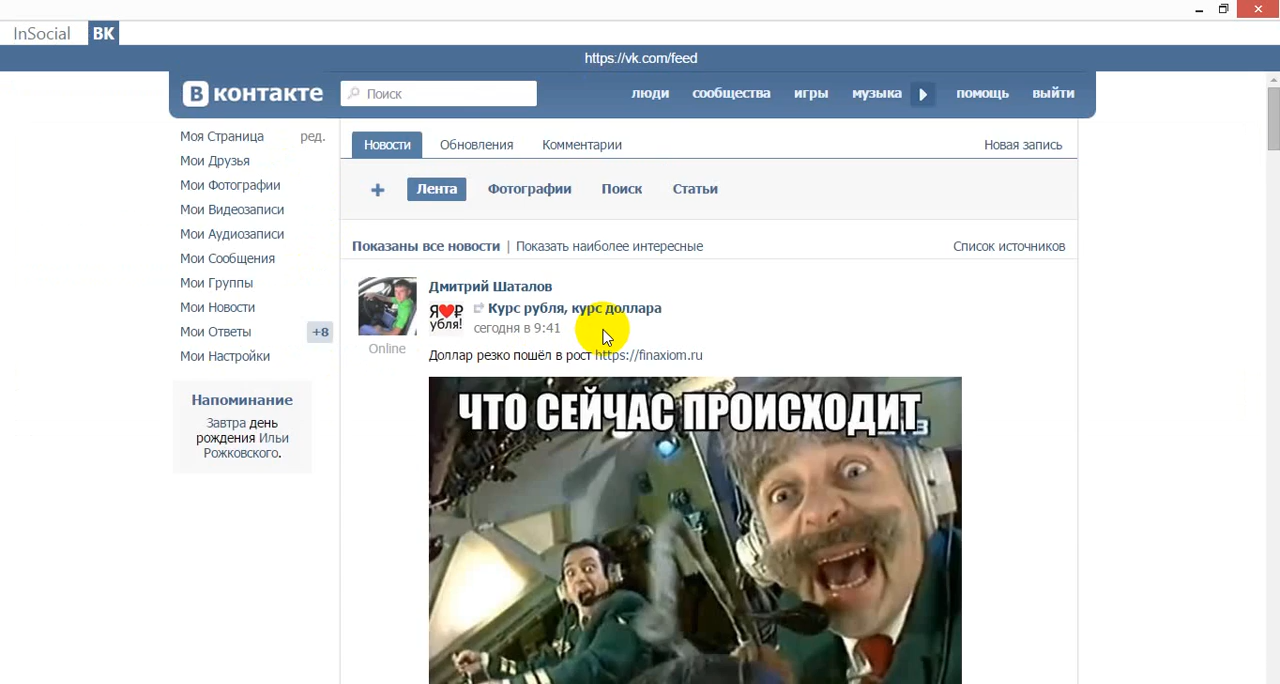 InSocial
ВК
https://vk.com/feed
В контакте
Поиск
люди сообщества игры музыка помощь выйти
Моя Страница ред.
Мои Друзья
Мои Фотографии
Мои Видеозаписи
Мои Аудиозаписи
Мои Сообщения
Мои Группы
Мои Новости
Мои Ответы +8
Мои Настройки
Напоминание
Завтра день
рождения Ильи
Рожковского.
Новости Обновления Комментарии Новая запись
+ Лента Фотографии Поиск Статьи
Показаны все новости | Показать наиболее интересные Список источников
Дмитрий Шаталов
Я❤₽
убля!
Курс рубля, курс доллара
сегодня в 9:41
Online
Доллар резко пошёл в рост https://finaxiom.ru
ЧТО СЕЙЧАС ПРОИСХОДИТ